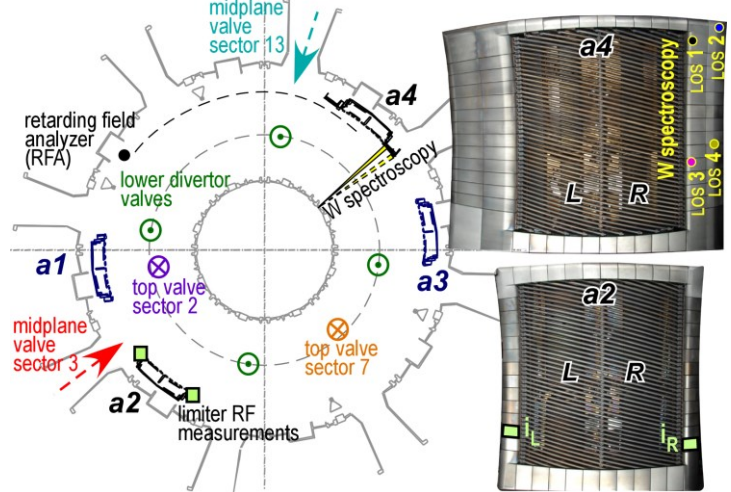 midplane
valve
sector 13
a4
retarding field
analyzer
(RFA)
W spectroscopy
lower divertor
valves
a1
top valve
sector 2
a3
midplane
valve
sector 3
top valve
sector 7
a2
limiter RF
measurements
a4
W spectroscopy
LOS 1
LOS 2
LOS 3
LOS 4
L
R
a2
L
R
iL
iR